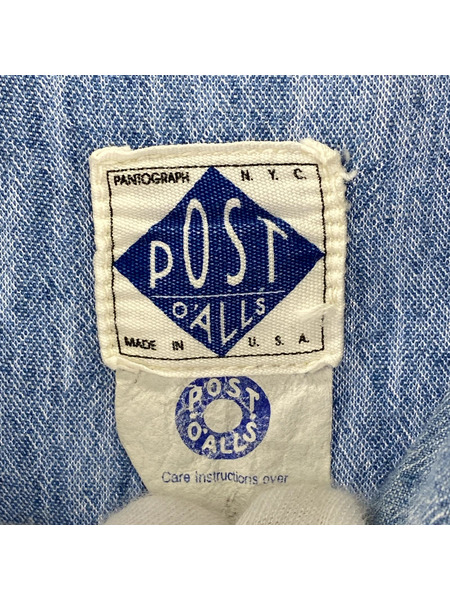 PANTOGRAPH N.Y.C.
POST
O'ALLS
MADE IN U.S.A.
POST
O'ALLS
Care Instructions over